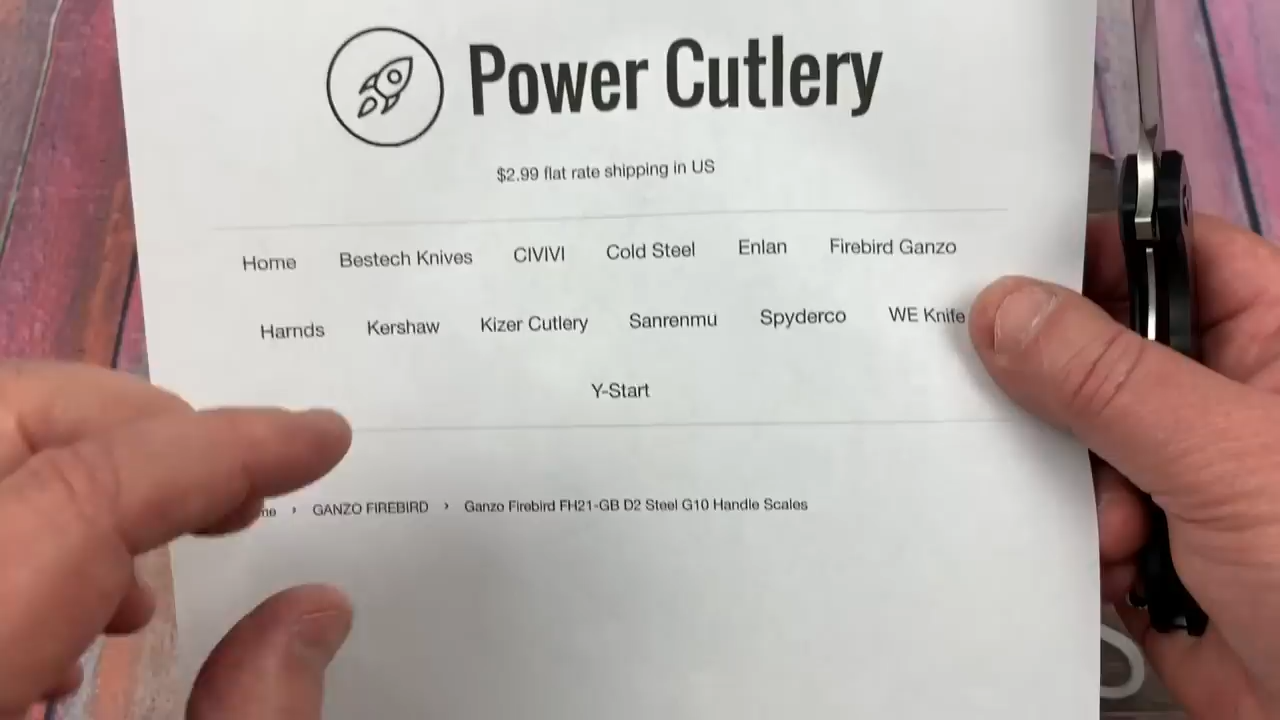 Power Cutlery
$2.99 flat rate shipping in US
Home Bestech Knives CIVIVI Cold Steel Enlan Firebird Ganzo
Harnds Kershaw Kizer Cutlery Sanrenmu Spyderco WE Knife
Y-Start
› GANZO FIREBIRD › Ganzo Firebird FH21-GB D2 Steel G10 Handle Scales